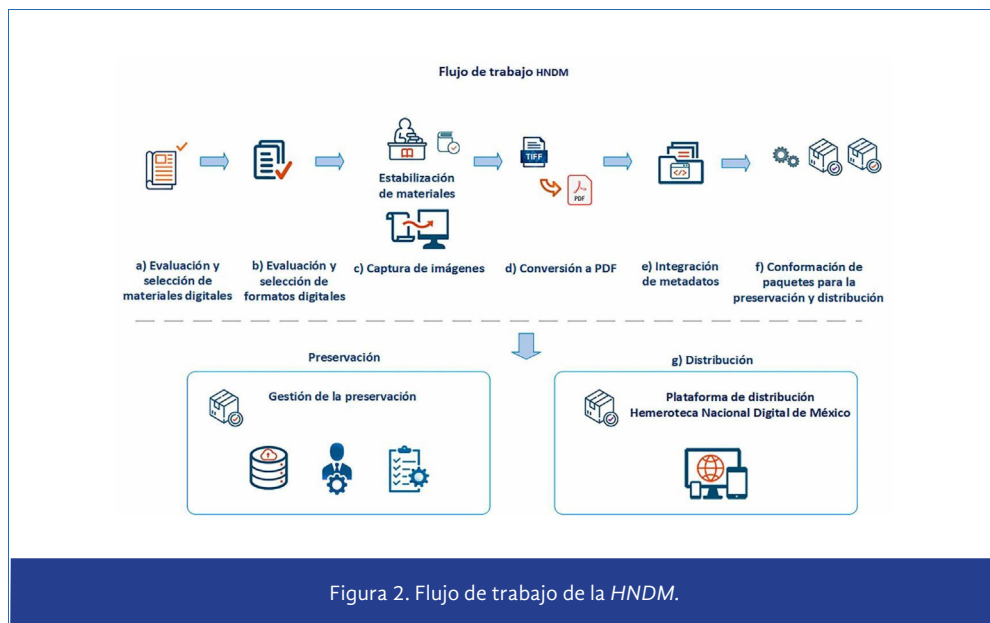 Flujo de trabajo HNDM
Estabilización
de materiales
TIFF
PDF
a) Evaluación y
selección de
materiales digitales
b) Evaluación y
selección de
formatos digitales
c) Captura de imágenes
d) Conversión a PDF
e) Integración
de metadatos
f) Conformación de
paquetes para la
preservación y distribución
Preservación
Gestión de la preservación
g) Distribución
Plataforma de distribución
Hemeroteca Nacional Digital de México
Figura 2. Flujo de trabajo de la HNDM.